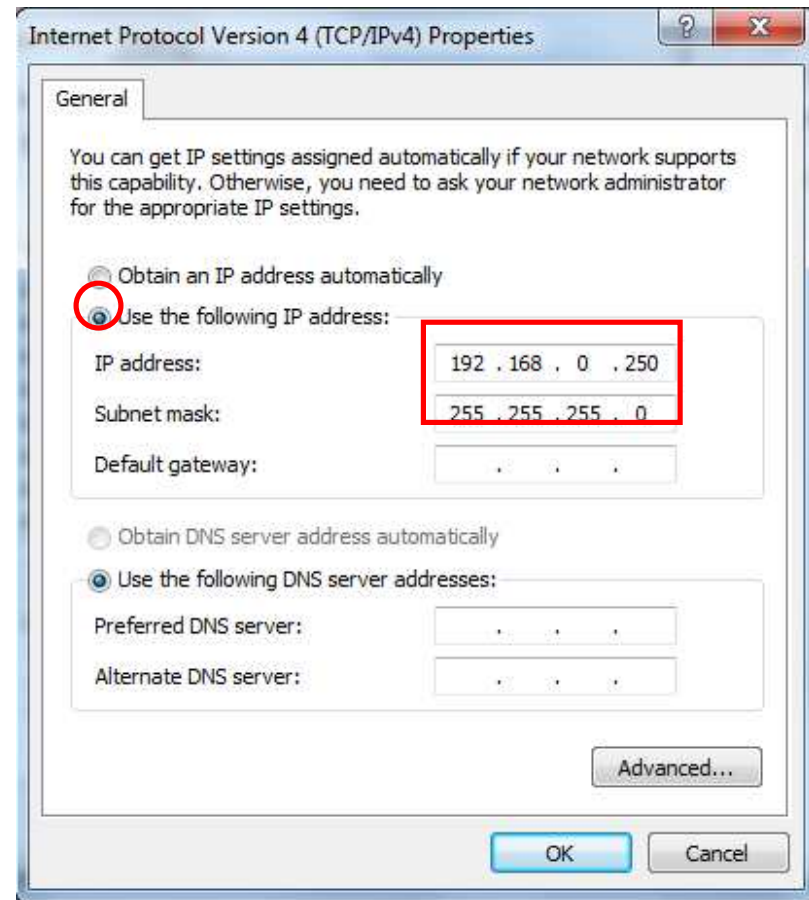 Internet Protocol Version 4 (TCP/IPv4) Properties
General
You can get IP settings assigned automatically if your network supports
this capability. Otherwise, you need to ask your network administrator
for the appropriate IP settings.
Obtain an IP address automatically
Use the following IP address:
IP address: 192 . 168 . 0 . 250
Subnet mask: 255 . 255 . 255 . 0
Default gateway: . . .
Obtain DNS server address automatically
Use the following DNS server addresses:
Preferred DNS server: . . .
Alternate DNS server: . . .
Advanced...
OK Cancel